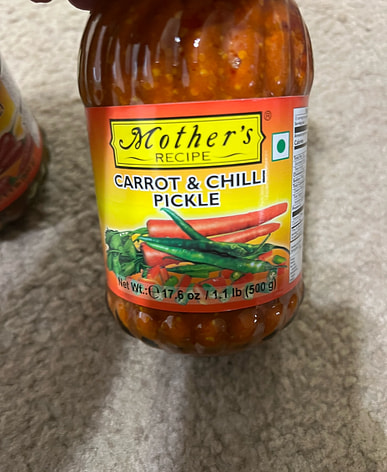 Mother's®
RECIPE
CARROT & CHILLI
PICKLE
Net Wt.: ℮ 17.6 oz / 1.1 lb (500 g)